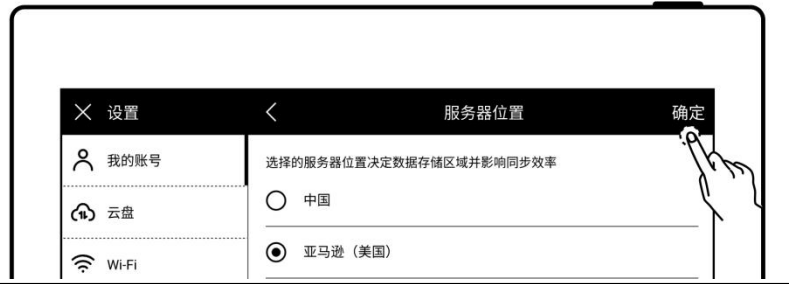 设置
服务器位置
确定
我的账号
云盘
Wi-Fi
选择的服务器位置决定数据存储区域并影响同步效率
中国
亚马逊（美国）